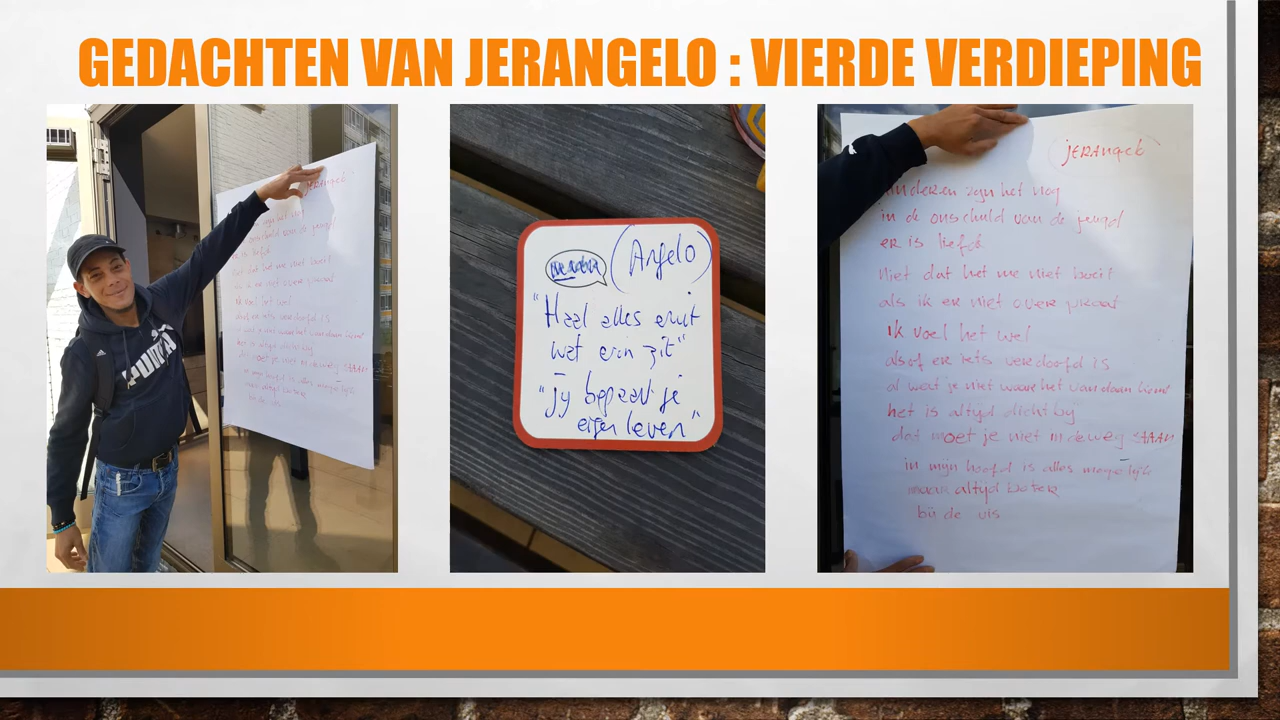 GEDACHTEN VAN JERANGELO : VIERDE VERDIEPING
PUMA
(Angelo)
"Haal alles eruit
wat erin zit"
"Jij bepaalt je
eigen leven"
jERAngelo
kinderen zijn het nog
in de onschuld van de jeugd
er is liefde
niet dat het me niet boeit
als ik er niet over praat
ik voel het wel
alsof er iets verdoofd is
al weet je niet waar het vandaan komt
het is altijd dichtbij
dat moet je niet in de weg STAAN
in mijn hoofd is alles mogelijk
maar altijd beter
bij de